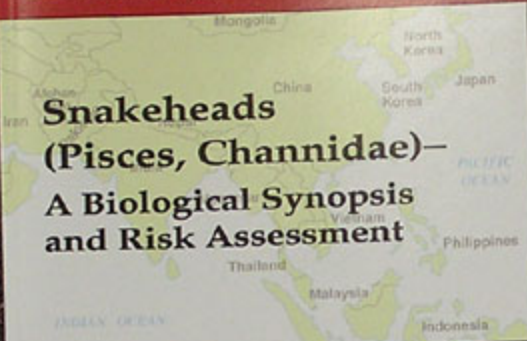 Mongolia
North
Korea
Japan
China
South
Korea
Afghan
Iran
Snakeheads
Nepal
(Pisces, Channidae)—
PACIFIC
OCEAN
A Biological Synopsis
Vietnam
and Risk Assessment
Philippines
Thailand
Malaysia
INDIAN OCEAN
Indonesia